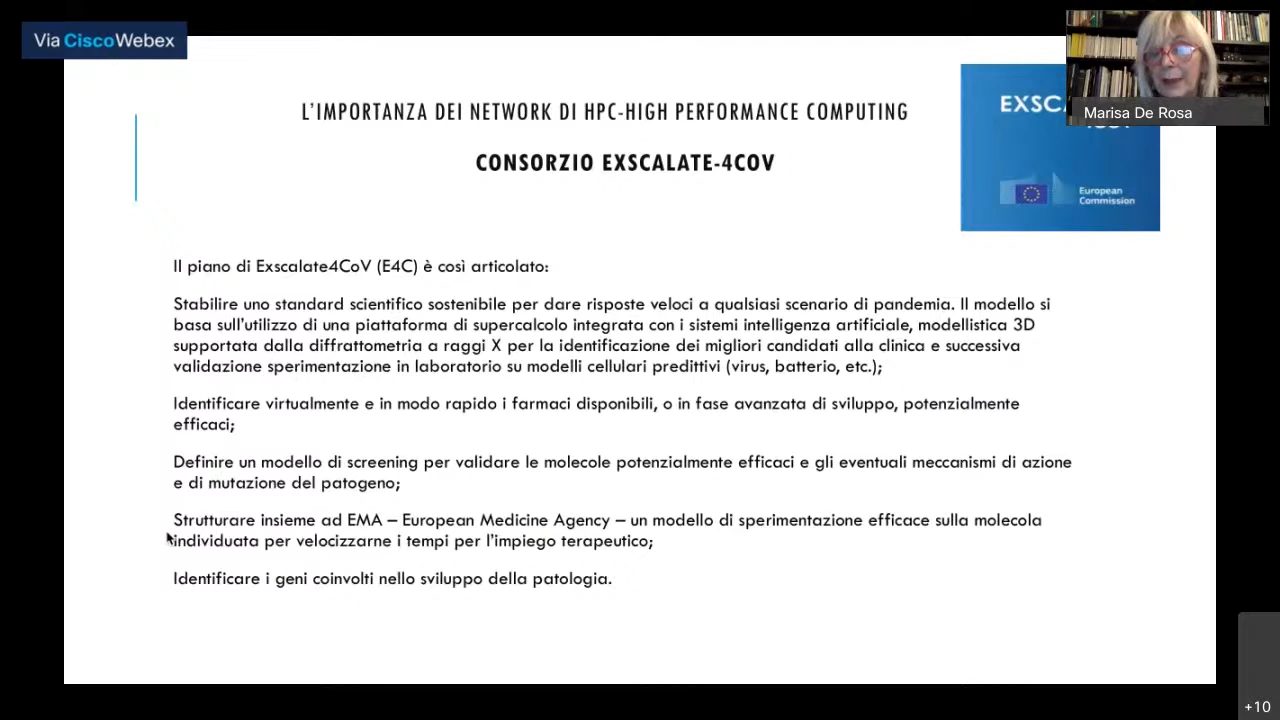 Via CiscoWebex
L'IMPORTANZA DEI NETWORK DI HPC-HIGH PERFORMANCE COMPUTING
CONSORZIO EXSCALATE-4COV
Marisa De Rosa
European
Commission
Il piano di Exscalate4CoV (E4C) è così articolato:
Stabilire uno standard scientifico sostenibile per dare risposte veloci a qualsiasi scenario di pandemia. Il modello si
basa sull'utilizzo di una piattaforma di supercalcolo integrata con i sistemi intelligenza artificiale, modellistica 3D
supportata dalla diffrattometria a raggi X per la identificazione dei migliori candidati alla clinica e successiva
validazione sperimentazione in laboratorio su modelli cellulari predittivi (virus, batterio, etc.);
Identificare virtualmente e in modo rapido i farmaci disponibili, o in fase avanzata di sviluppo, potenzialmente
efficaci;
Definire un modello di screening per validare le molecole potenzialmente efficaci e gli eventuali meccanismi di azione
e di mutazione del patogeno;
Strutturare insieme ad EMA – European Medicine Agency – un modello di sperimentazione efficace sulla molecola
individuata per velocizzarne i tempi per l'impiego terapeutico;
Identificare i geni coinvolti nello sviluppo della patologia.
+10